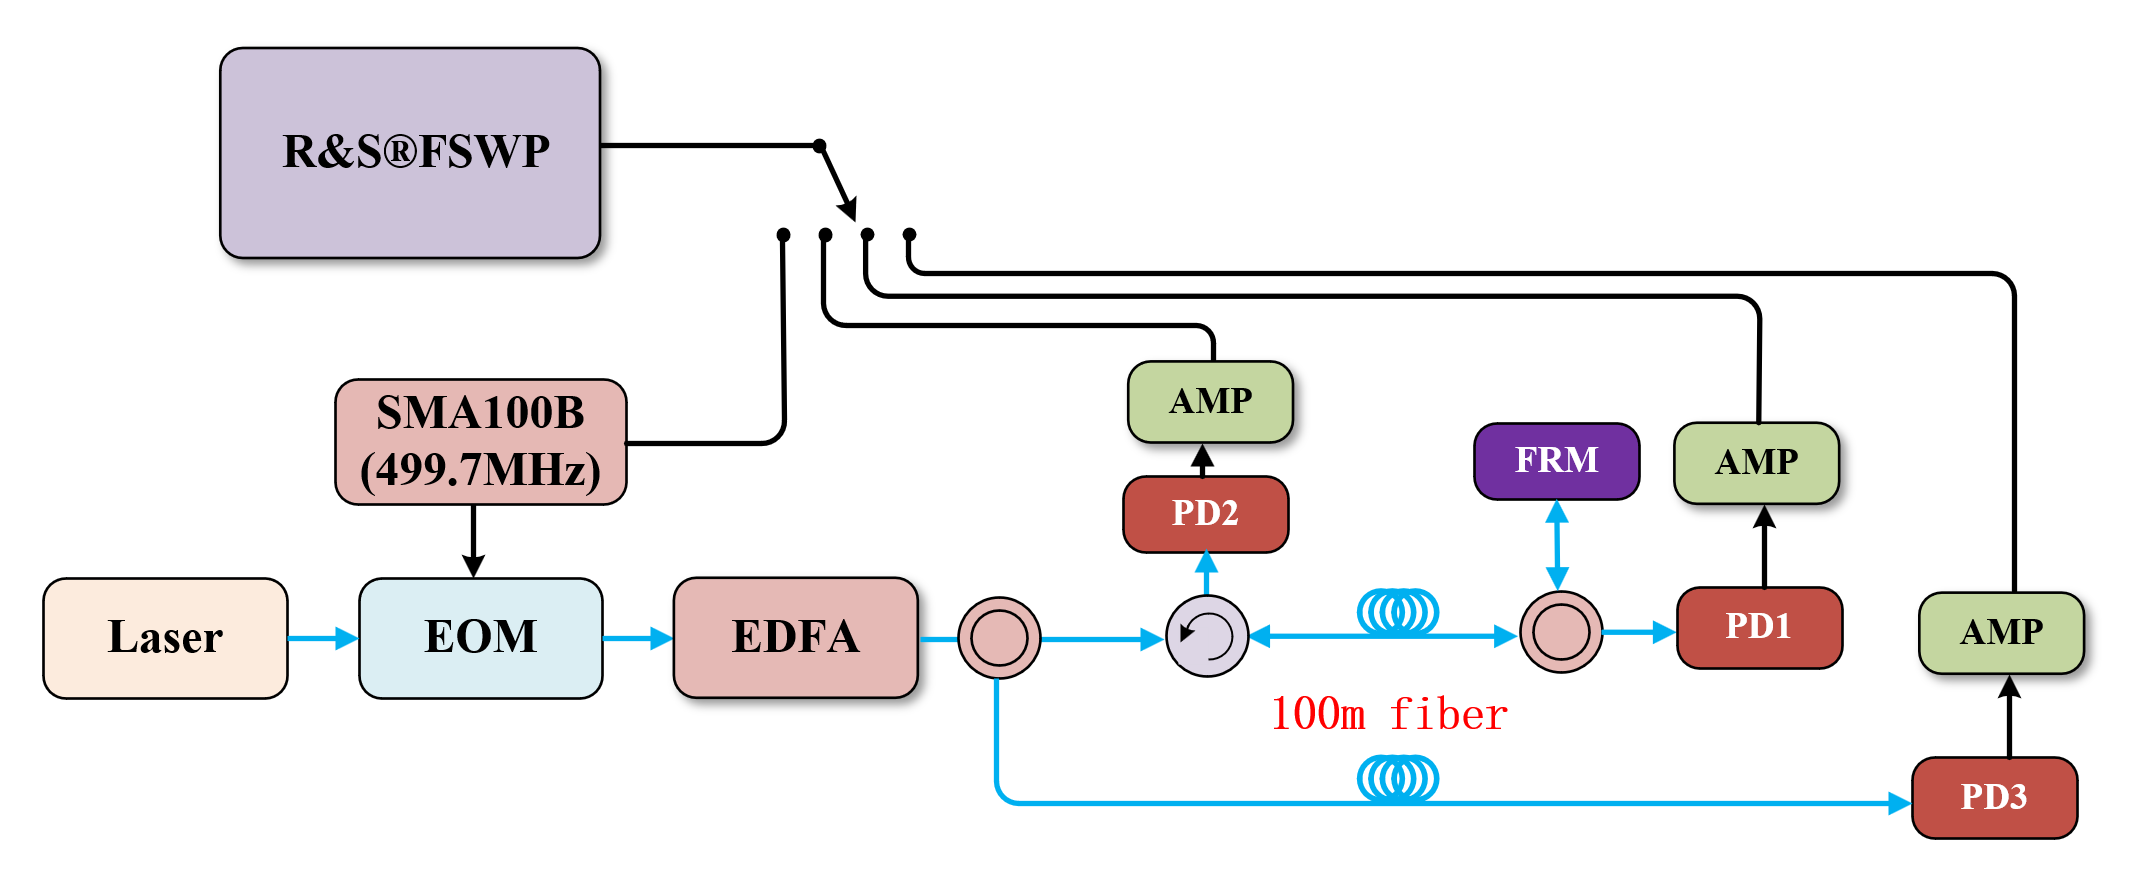 R&S®FSWP
SMA100B
(499.7MHz)
AMP
PD2
FRM
AMP
Laser
EOM
EDFA
PD1
AMP
100m fiber
PD3